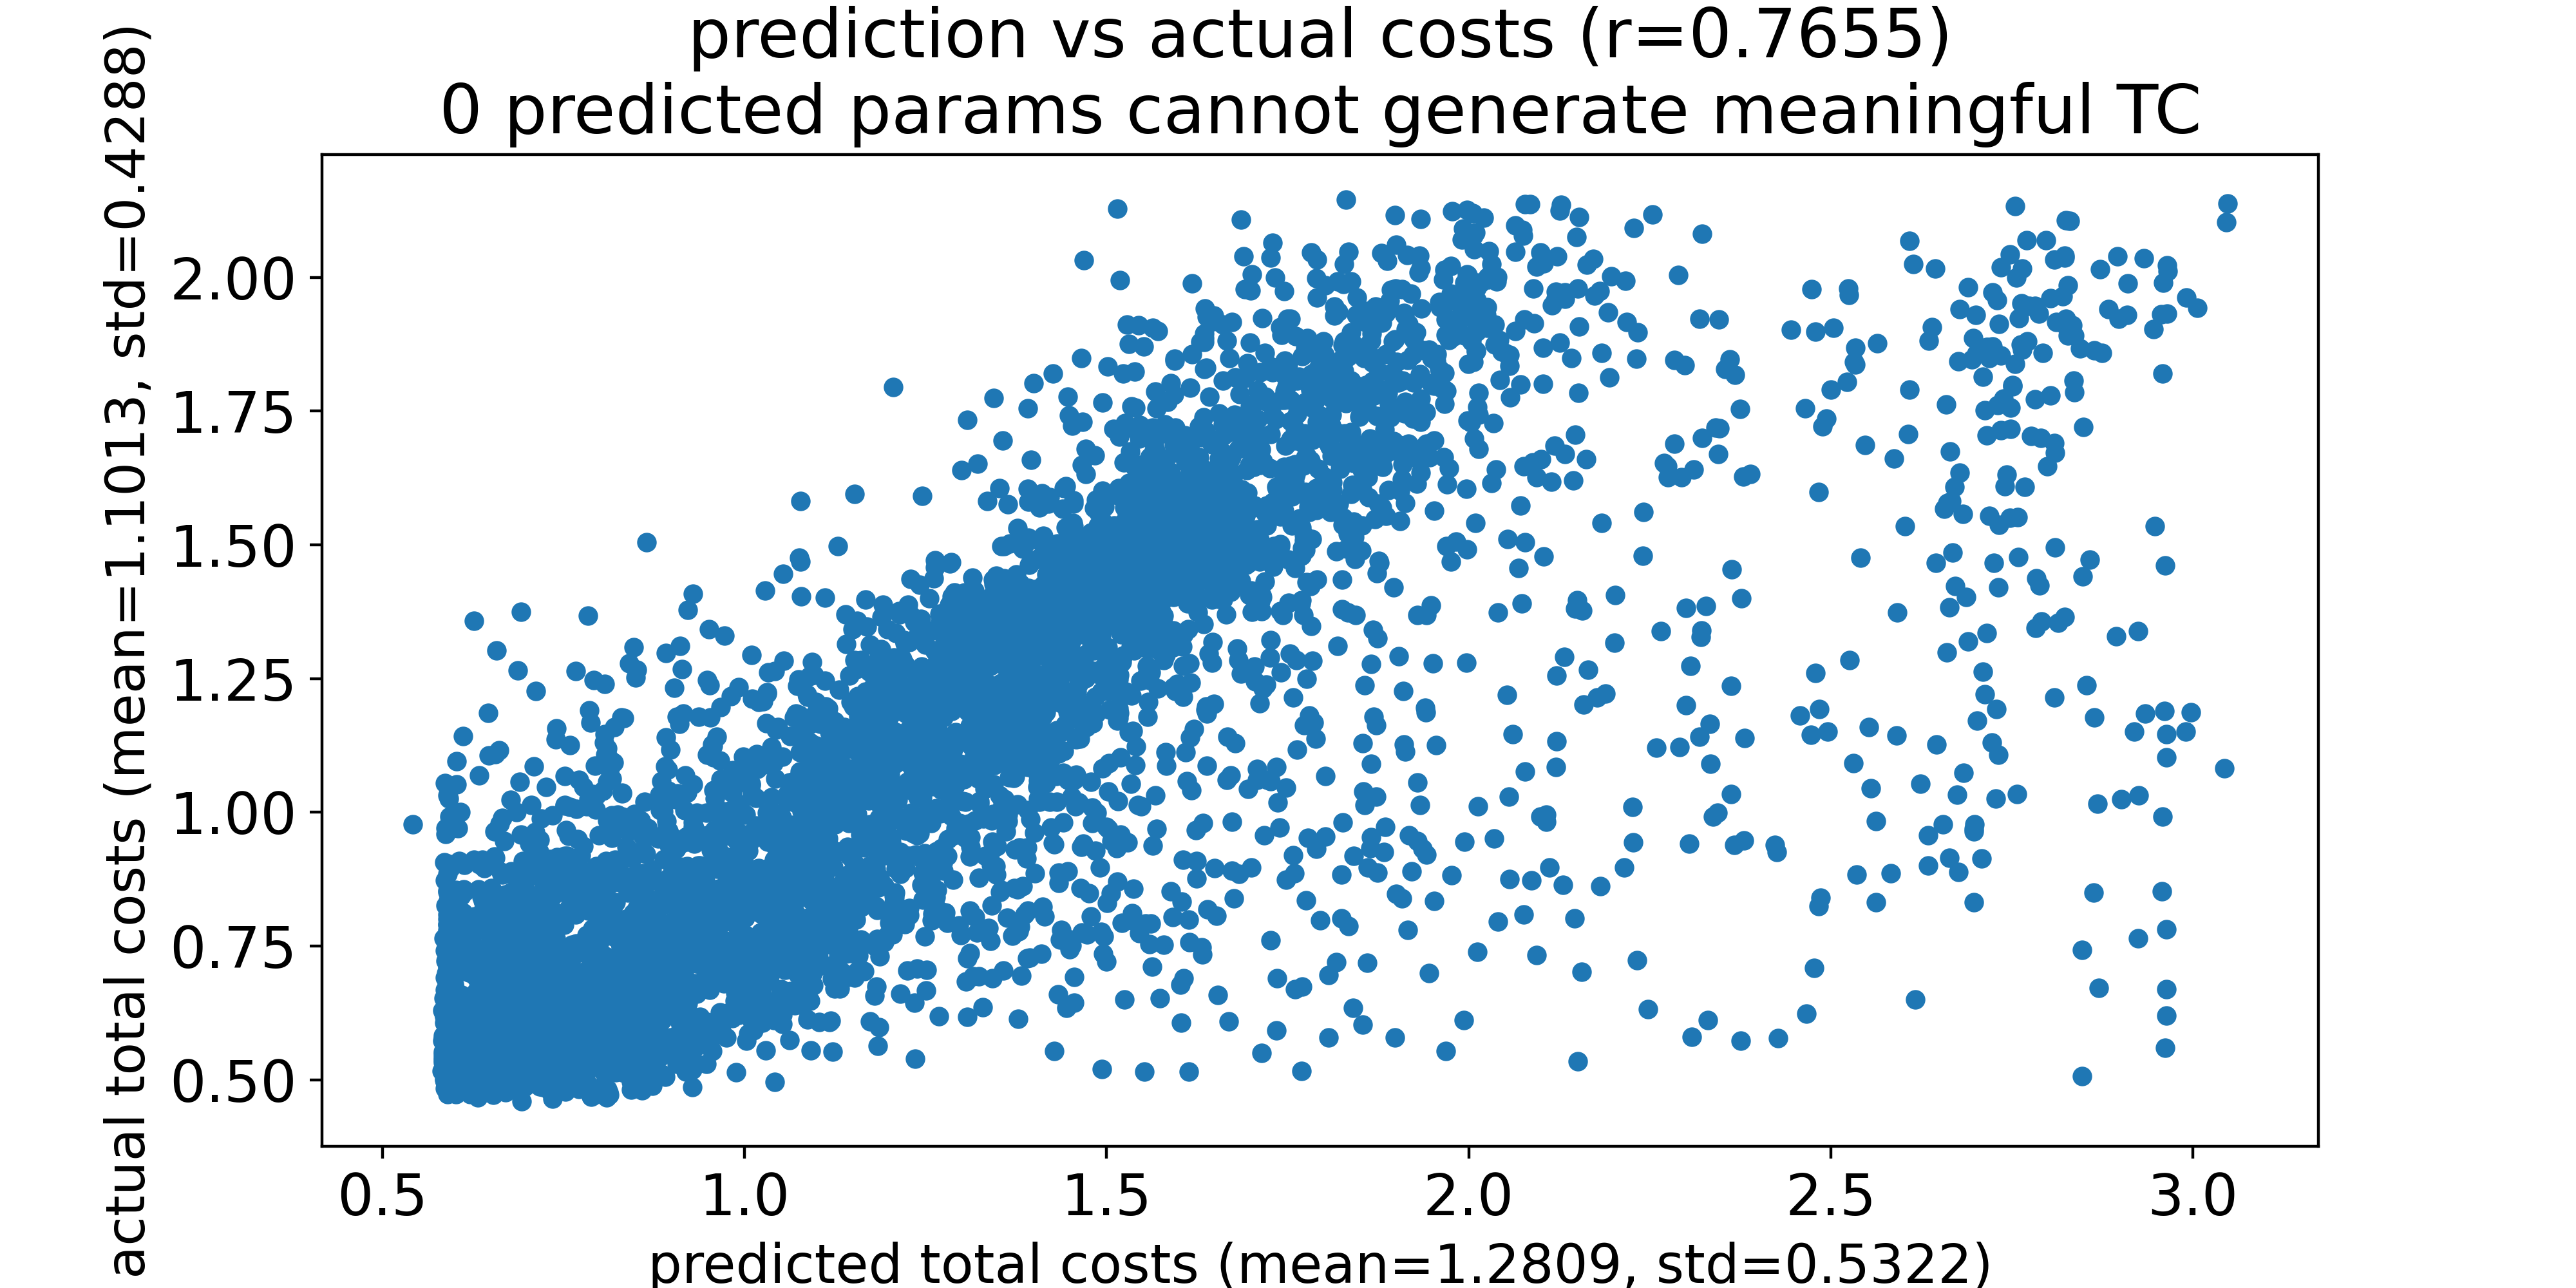 prediction vs actual costs (r=0.7655)
0 predicted params cannot generate meaningful TC
actual total costs (mean=1.1013, std=0.4288)
2.00
1.75
1.50
1.25
1.00
0.75
0.50
0.5 1.0 1.5 2.0 2.5 3.0
predicted total costs (mean=1.2809, std=0.5322)